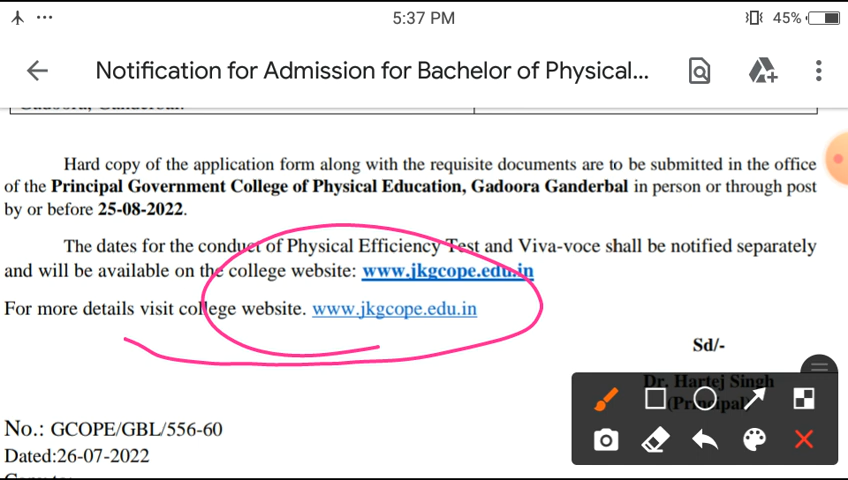 5:37 PM
45%
Notification for Admission for Bachelor of Physical...
Hard copy of the application form along with the requisite documents are to be submitted in the office
of the Principal Government College of Physical Education, Gadoora Ganderbal in person or through post
by or before 25-08-2022.
The dates for the conduct of Physical Efficiency Test and Viva-voce shall be notified separately
and will be available on the college website: www.jkgcope.edu.in
For more details visit college website. www.jkgcope.edu.in
Sd/-
Dr. Hartej Singh
(Principal)
No.: GCOPE/GBL/556-60
Dated:26-07-2022